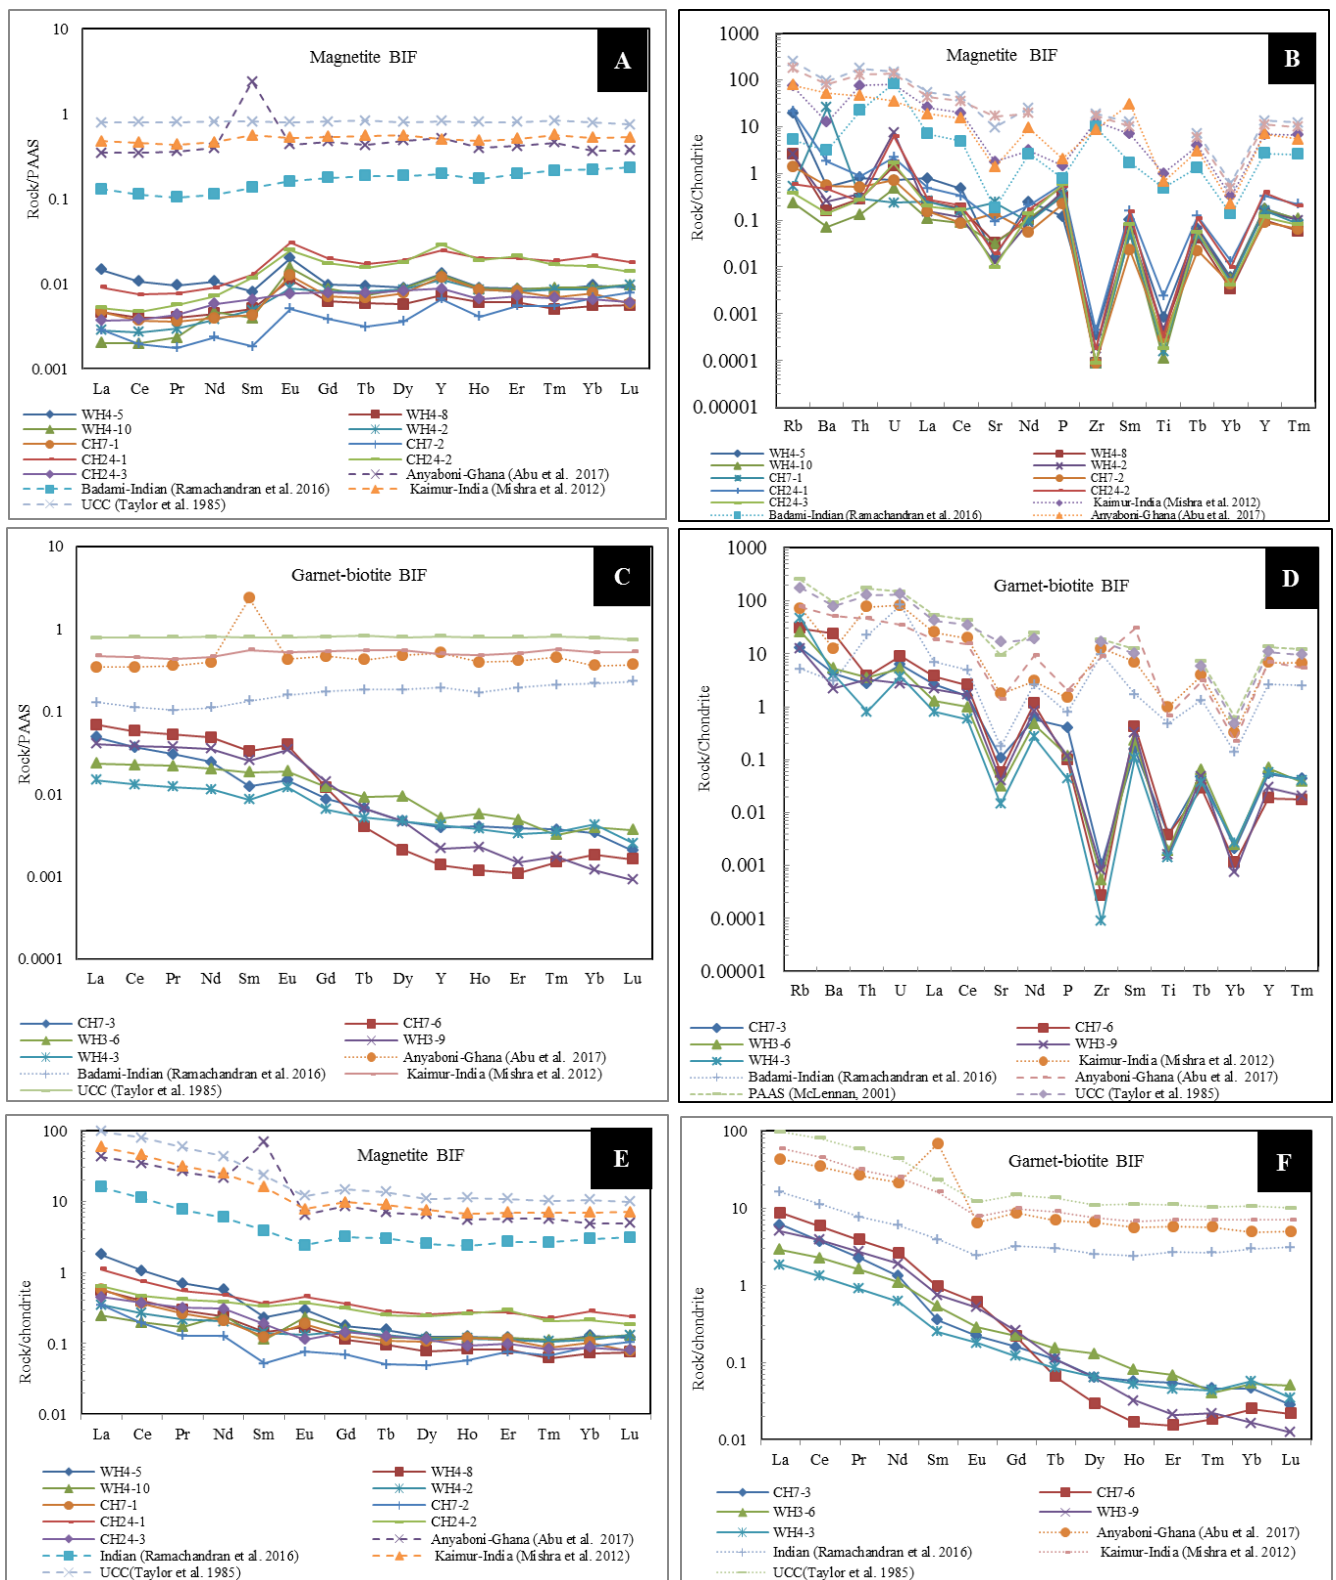 A
Magnetite BIF
Rock/PAAS
10
1
0.1
0.01
0.001
La Ce Pr Nd Sm Eu Gd Tb Dy Y Ho Er Tm Yb Lu
WH4-5 WH4-8
WH4-10 WH4-2
CH7-1 CH7-2
CH24-1 CH24-2
CH24-3 Anyaboni-Ghana (Abu et al. 2017)
Badami-Indian (Ramachandran et al. 2016) Kaimur-India (Mishra et al. 2012)
UCC (Taylor et al. 1985)
B
Magnetite BIF
Rock/Chondrite
1000
100
10
1
0.1
0.01
0.001
0.0001
0.00001
Rb Ba Th U La Ce Sr Nd P Zr Sm Ti Tb Yb Y Tm
WH4-5 WH4-8
WH4-10 WH4-2
CH7-1 CH7-2
CH24-1 CH24-2
CH24-3 Kaimur-India (Mishra et al. 2012)
Badami-Indian (Ramachandran et al. 2016) Anyaboni-Ghana (Abu et al. 2017)
C
Garnet-biotite BIF
Rock/PAAS
10
1
0.1
0.01
0.001
0.0001
La Ce Pr Nd Sm Eu Gd Tb Dy Y Ho Er Tm Yb Lu
CH7-3 CH7-6
WH3-6 WH3-9
WH4-3 Anyaboni-Ghana (Abu et al. 2017)
Badami-Indian (Ramachandran et al. 2016) Kaimur-India (Mishra et al. 2012)
UCC (Taylor et al. 1985)
D
Garnet-biotite BIF
Rock/Chondrite
1000
100
10
1
0.1
0.01
0.001
0.0001
0.00001
Rb Ba Th U La Ce Sr Nd P Zr Sm Ti Tb Yb Y Tm
CH7-3 CH7-6
WH3-6 WH3-9
WH4-3 Kaimur-India (Mishra et al. 2012)
Badami-Indian (Ramachandran et al. 2016) Anyaboni-Ghana (Abu et al. 2017)
PAAS (McLennan, 2001) UCC (Taylor et al. 1985)
E
Magnetite BIF
Rock/chondrite
100
10
1
0.1
0.01
La Ce Pr Nd Sm Eu Gd Tb Dy Ho Er Tm Yb Lu
WH4-5 WH4-8
WH4-10 WH4-2
CH7-1 CH7-2
CH24-1 CH24-2
CH24-3 Anyaboni-Ghana (Abu et al. 2017)
Indian (Ramachandran et al. 2016) Kaimur-India (Mishra et al. 2012)
UCC(Taylor et al. 1985)
F
Garnet-biotite BIF
Rock/chondrite
100
10
1
0.1
0.01
La Ce Pr Nd Sm Eu Gd Tb Dy Ho Er Tm Yb Lu
CH7-3 CH7-6
WH3-6 WH3-9
WH4-3 Anyaboni-Ghana (Abu et al. 2017)
Indian (Ramachandran et al. 2016) Kaimur-India (Mishra et al. 2012)
UCC(Taylor et al. 1985)